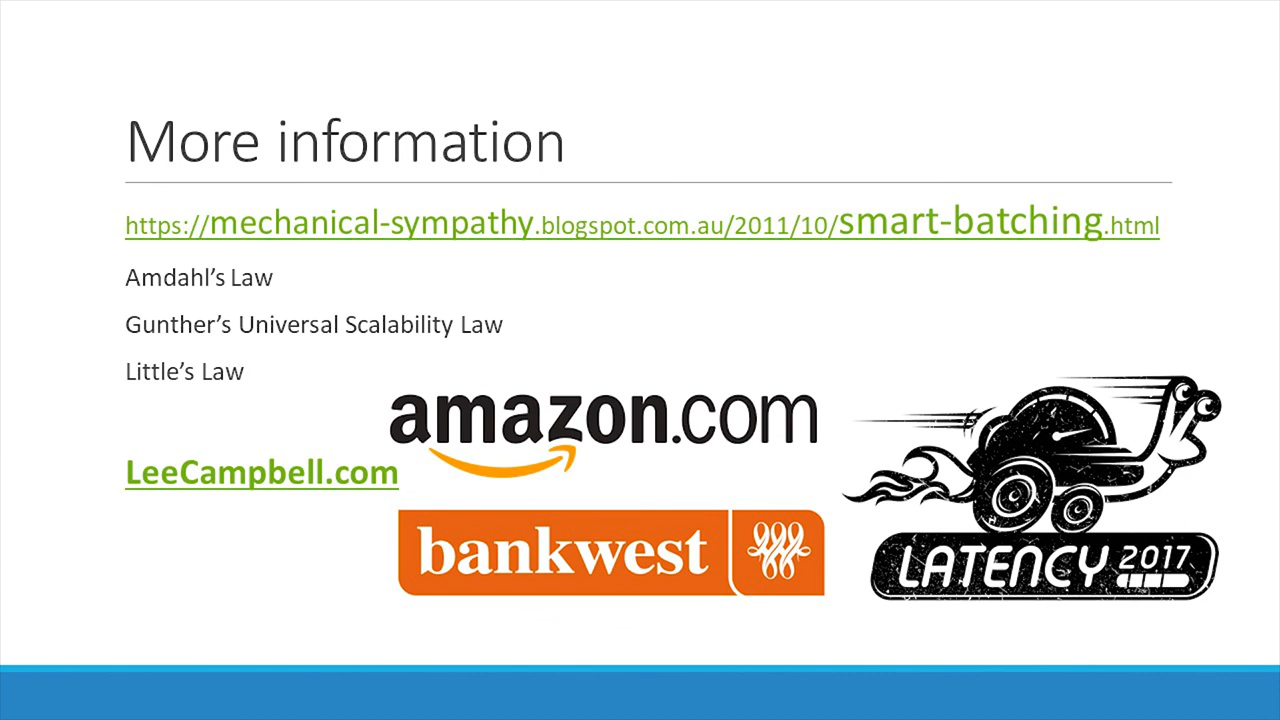 More information
https://mechanical-sympathy.blogspot.com.au/2011/10/smart-batching.html
Amdahl’s Law
Gunther’s Universal Scalability Law
Little’s Law
amazon.com
LeeCampbell.com
bankwest
LATENCY 2017